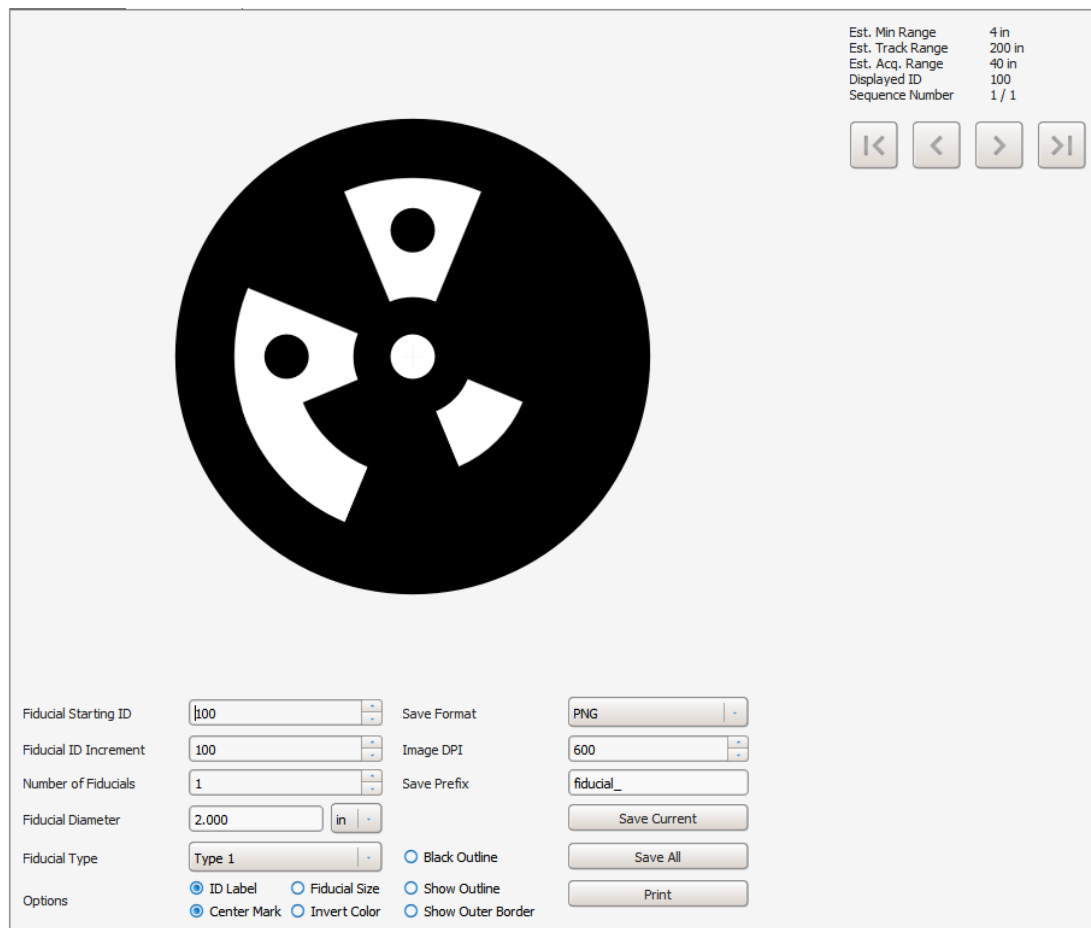 Est. Min Range 4 in
Est. Track Range 200 in
Est. Acq. Range 40 in
Displayed ID 100
Sequence Number 1 / 1
Fiducial Starting ID 100 Save Format PNG
Fiducial ID Increment 100 Image DPI 600
Number of Fiducials 1 Save Prefix fiducial_
Fiducial Diameter 2.000 in Save Current
Fiducial Type Type 1 Black Outline Save All
Options ID Label Fiducial Size Show Outline Print
Center Mark Invert Color Show Outer Border